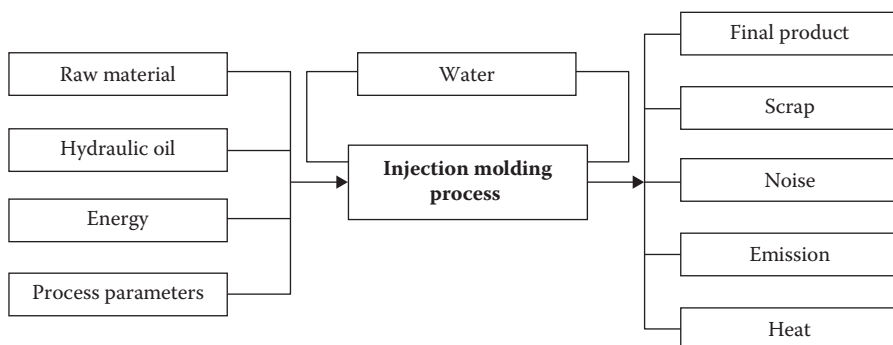 Raw material
Hydraulic oil
Energy
Process parameters
Water
Injection molding
process
Final product
Scrap
Noise
Emission
Heat